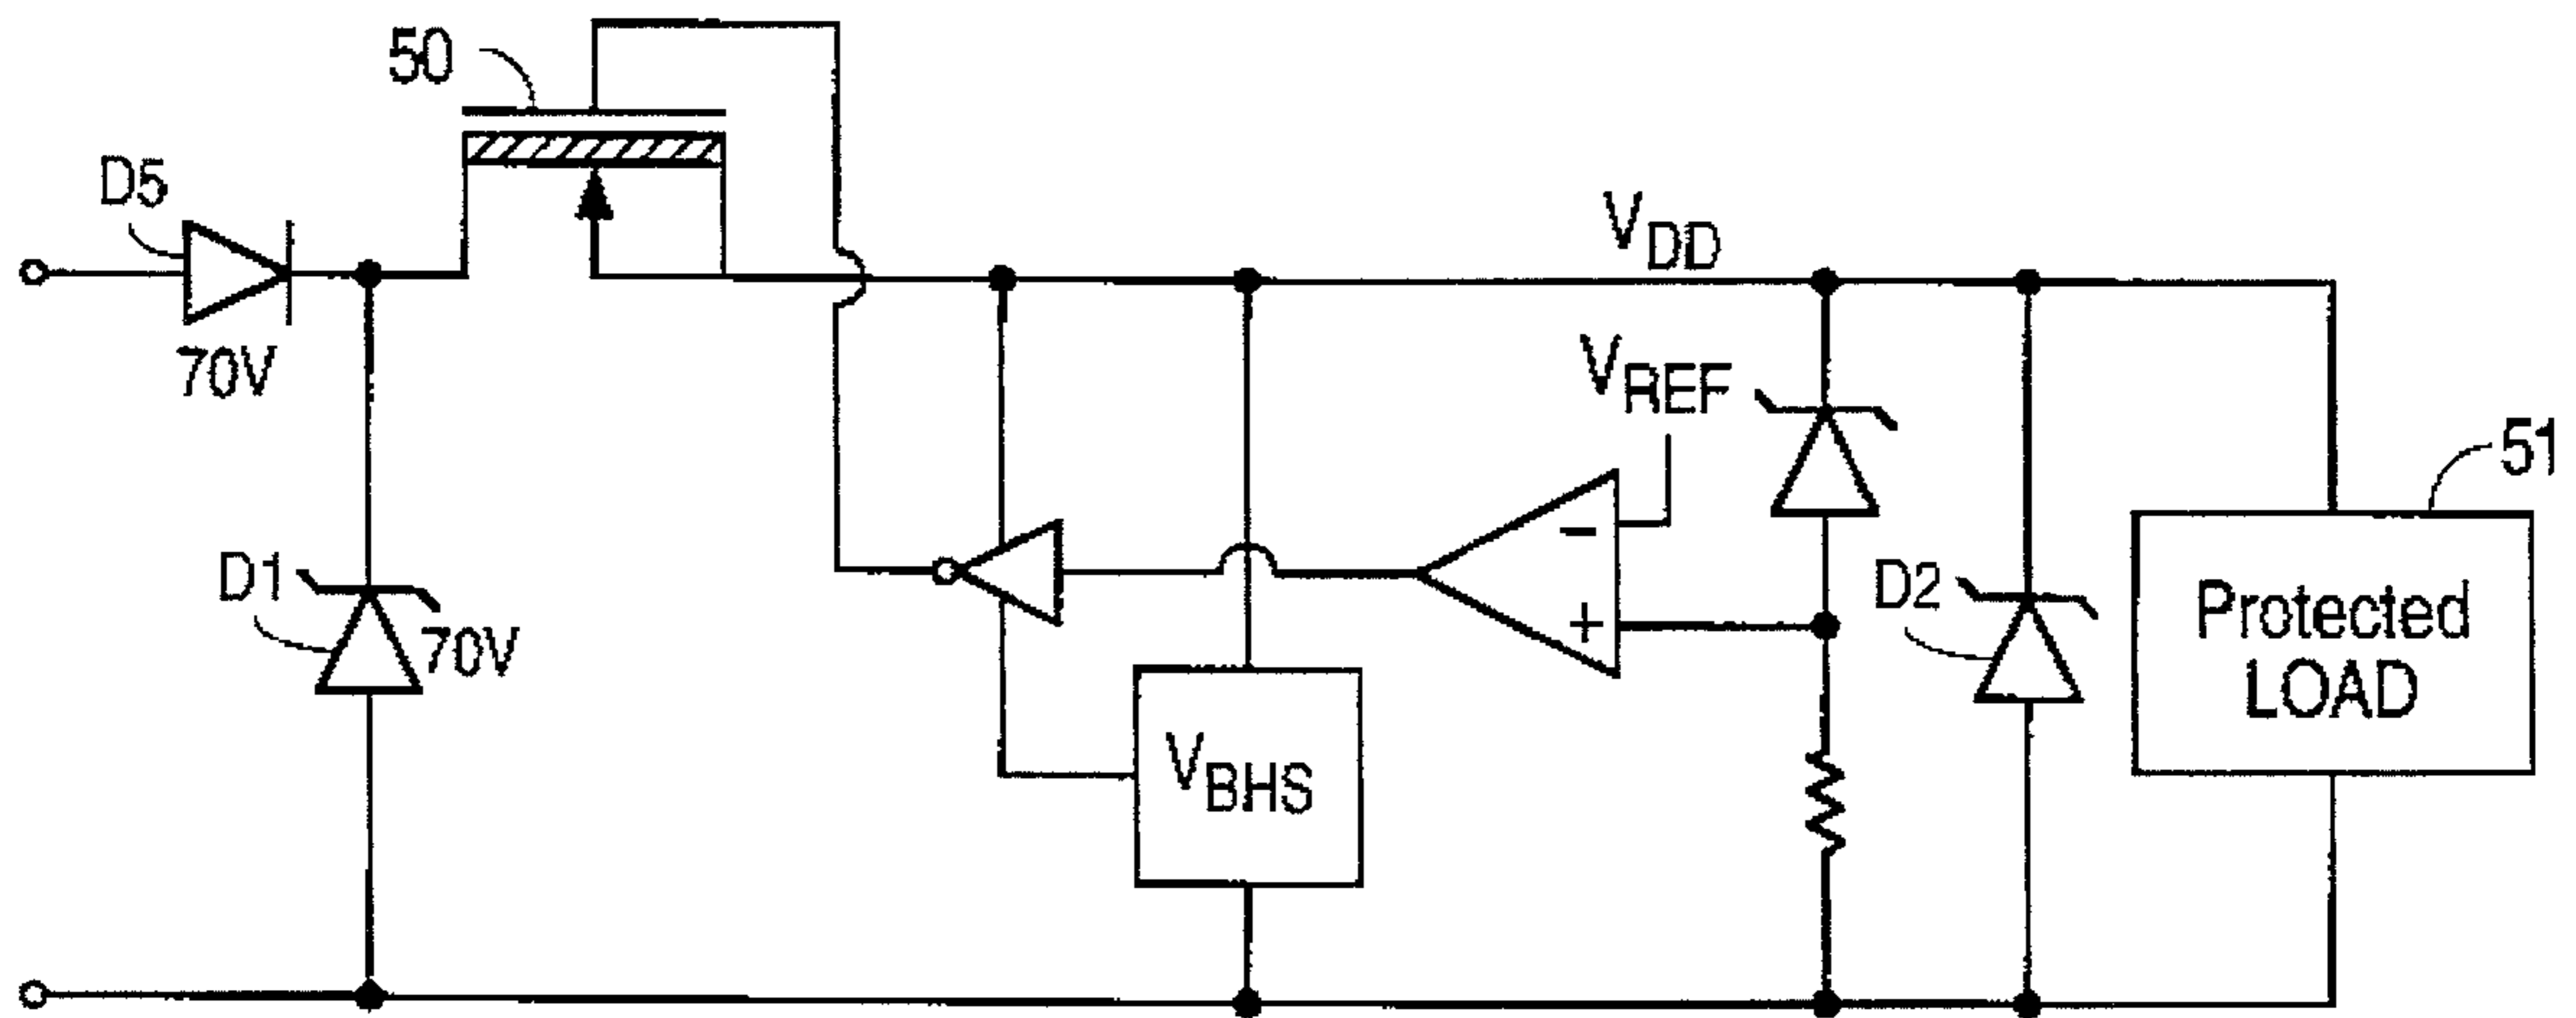 50
D5
70V
VDD
VREF
51
D1
70V
−
+
D2
Protected
LOAD
VBHS